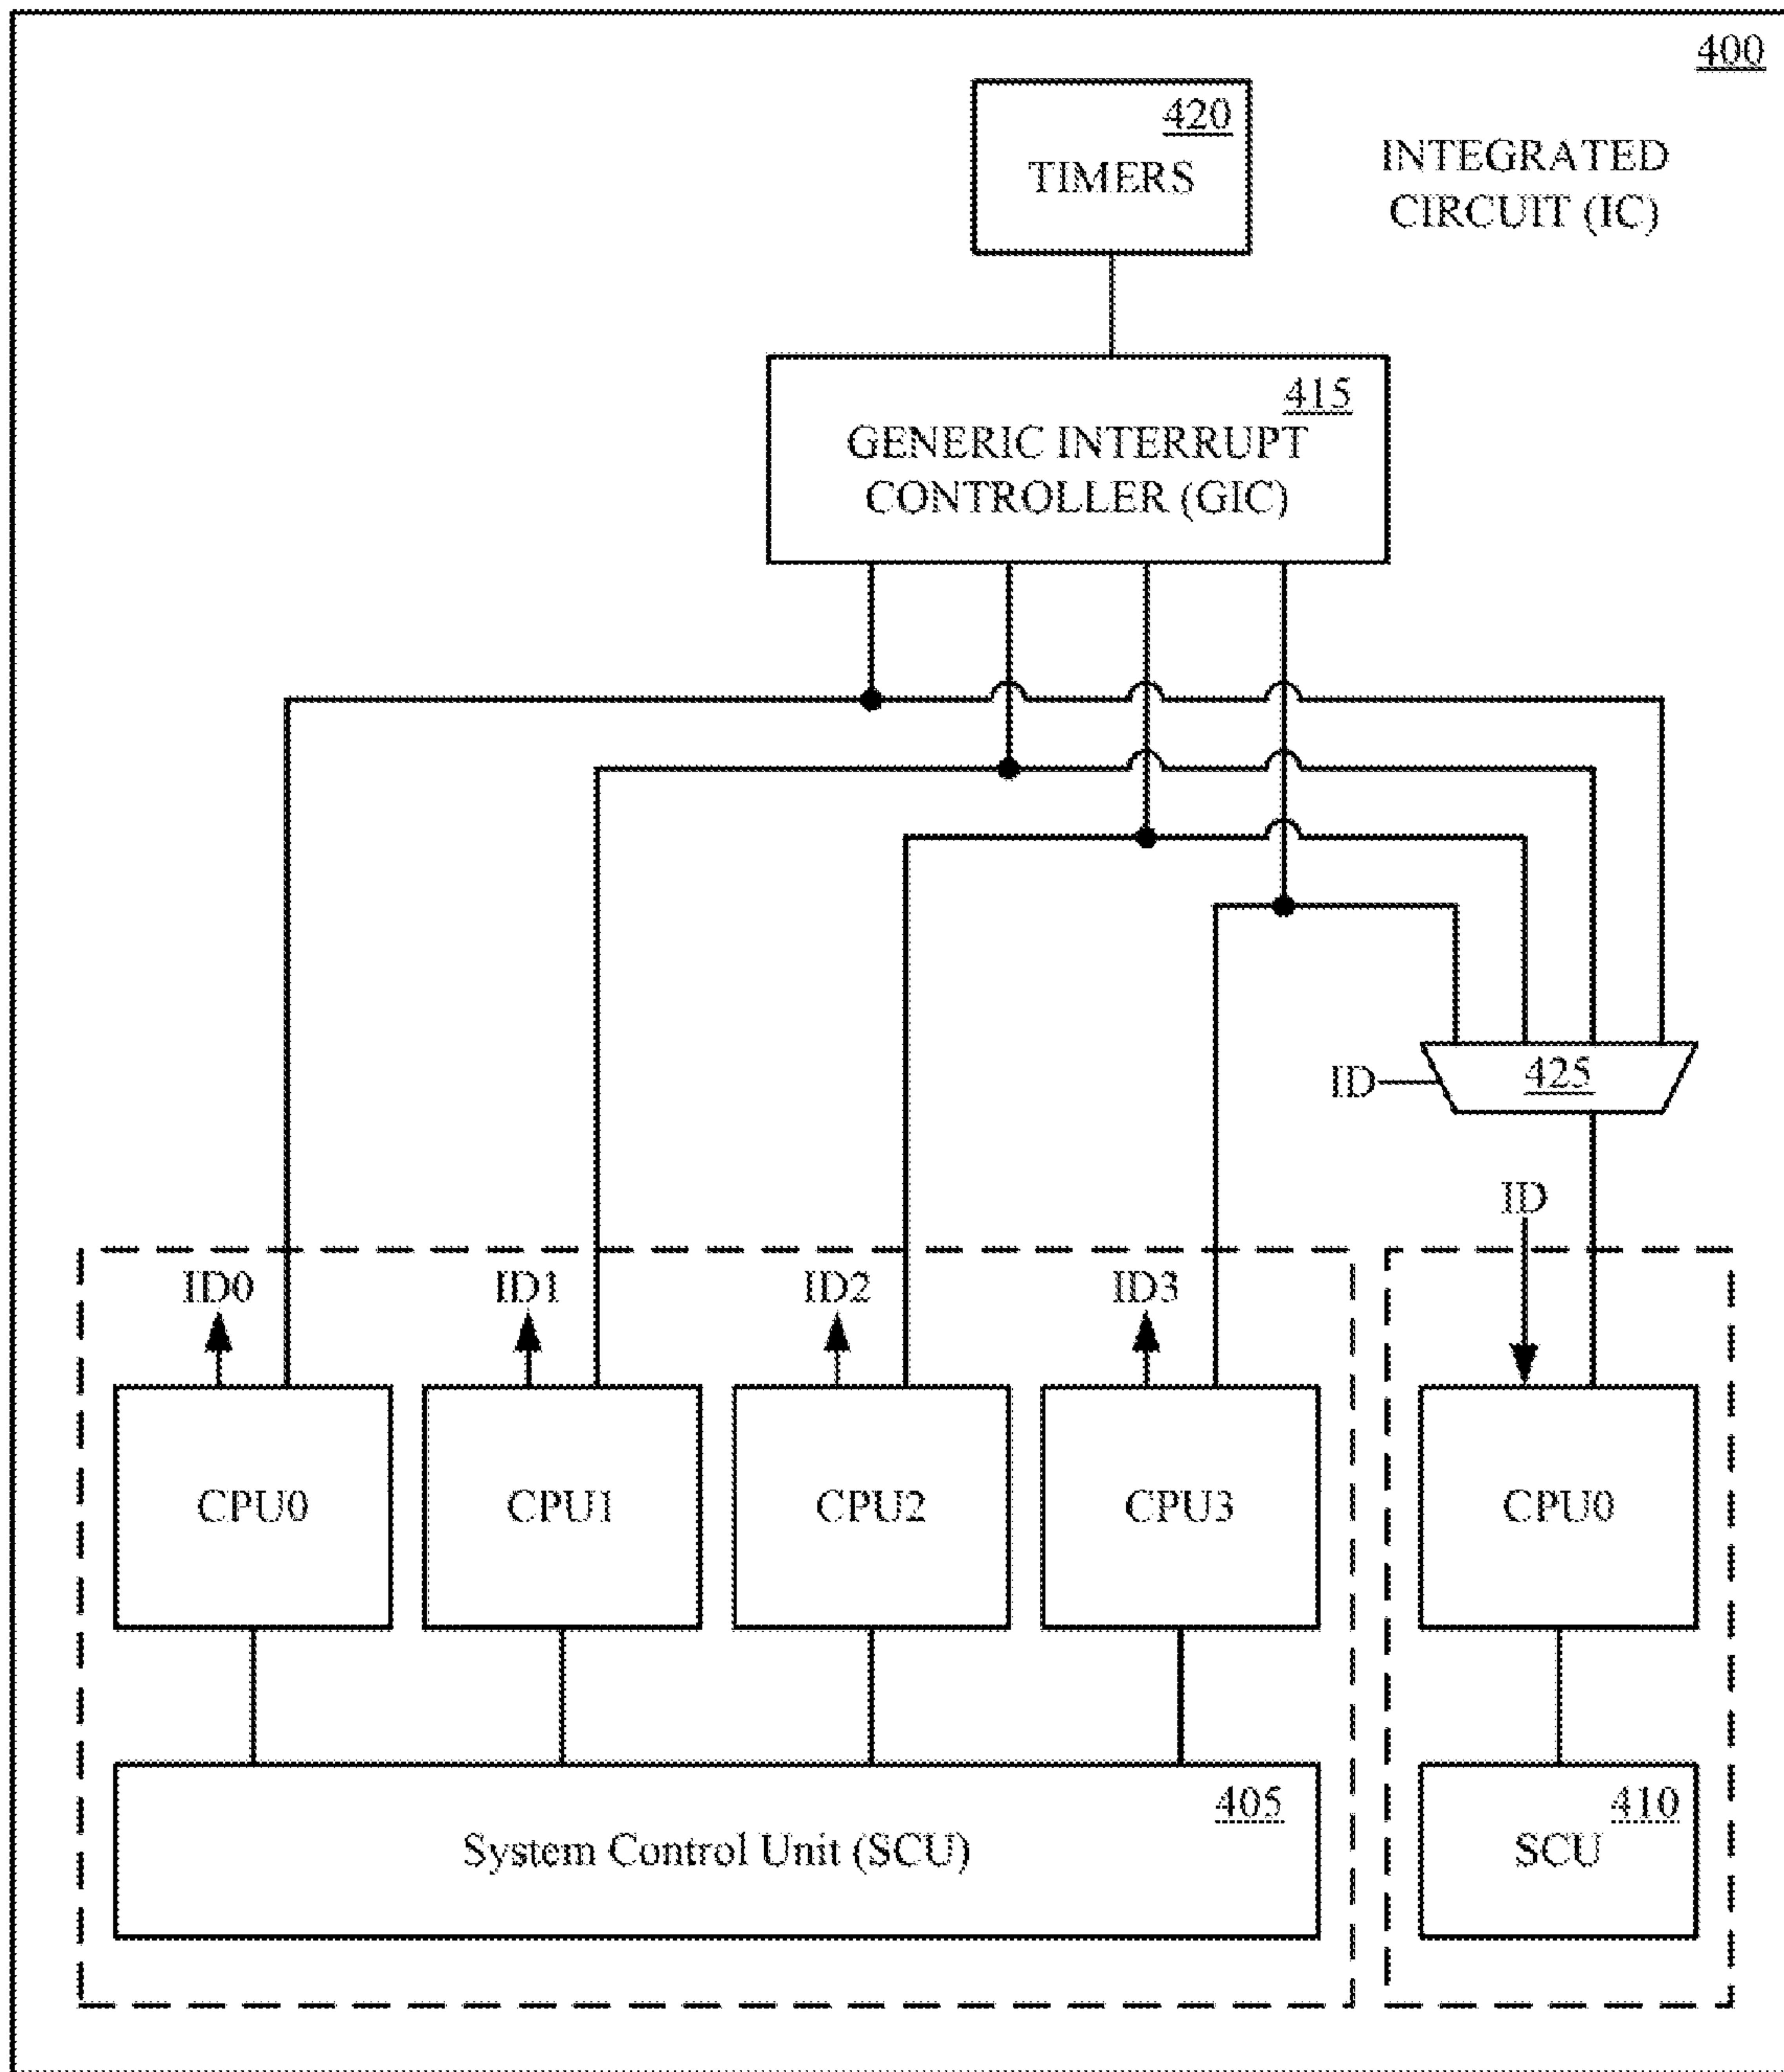 400
420
TIMERS
INTEGRATED
CIRCUIT (IC)
415
GENERIC INTERRUPT
CONTROLLER (GIC)
ID
425
ID
ID0
ID1
ID2
ID3
CPU0
CPU1
CPU2
CPU3
CPU0
405
System Control Unit (SCU)
410
SCU